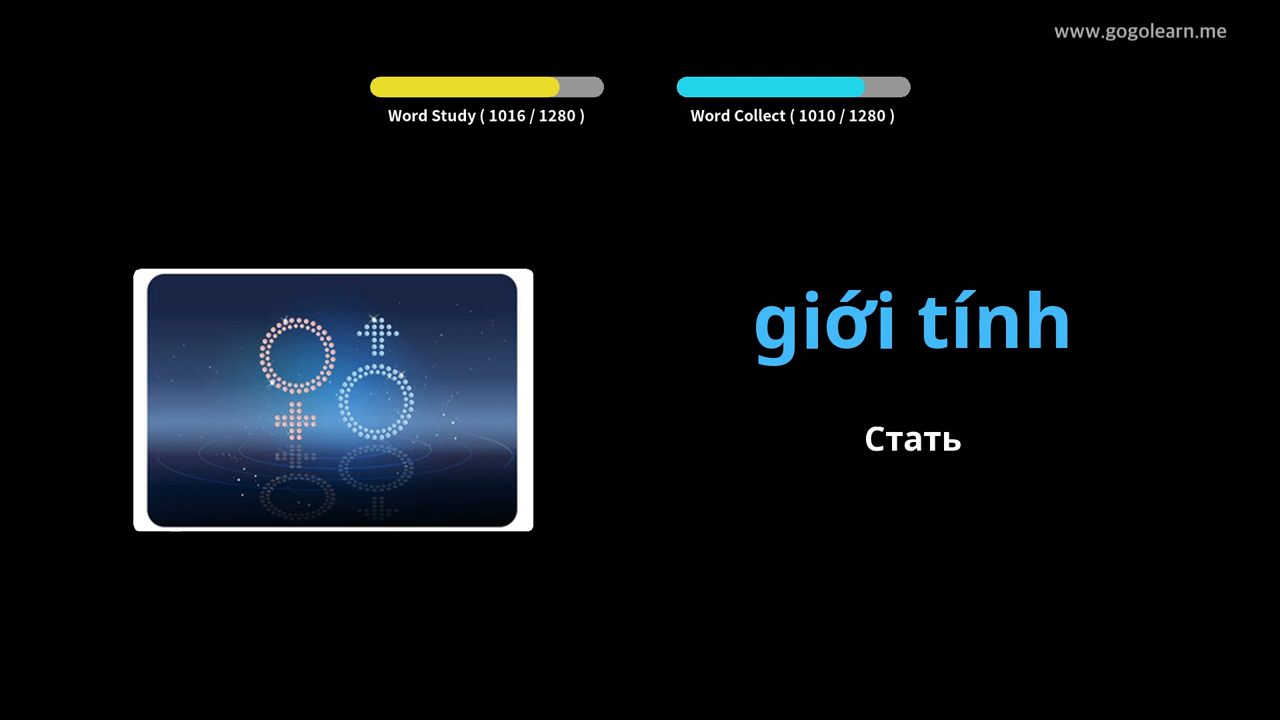 www.gogolearn.me
Word Study ( 1016 / 1280 )
Word Collect ( 1010 / 1280 )
giới tính
Стать